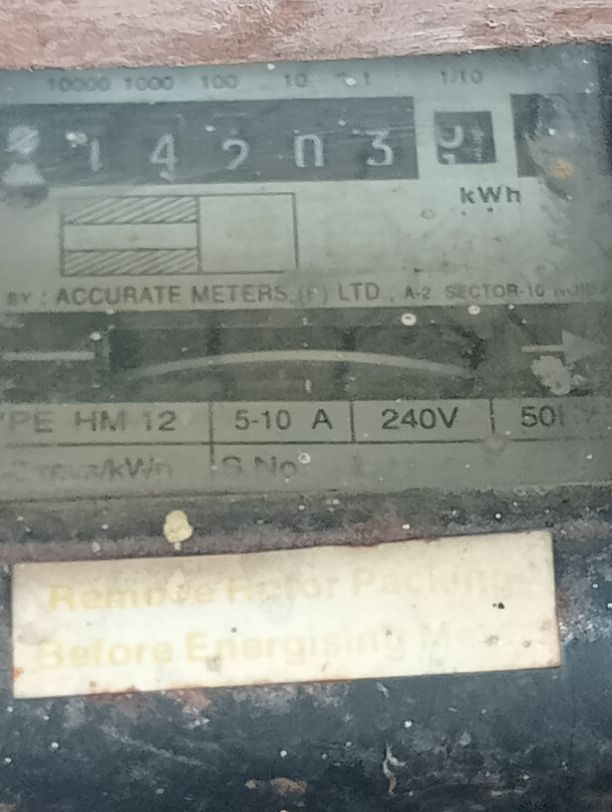 10000 1000 100 10 1 1/10
1 4 2 0 3
kWh
BY : ACCURATE METERS (P) LTD., A-2, SECTOR-10
HM 12 5-10 A 240V
S.No
Remove Rotor Packing
Before Energising